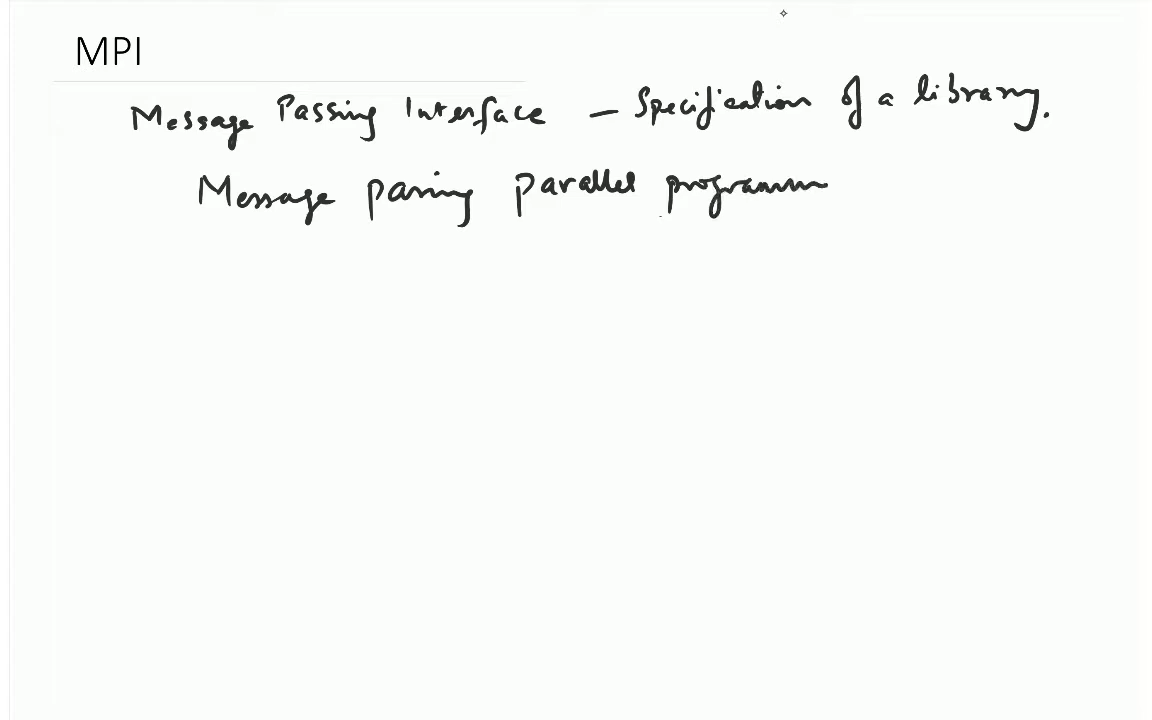 MPI
Message Passing Interface – Specification of a library.
Message passing parallel programm